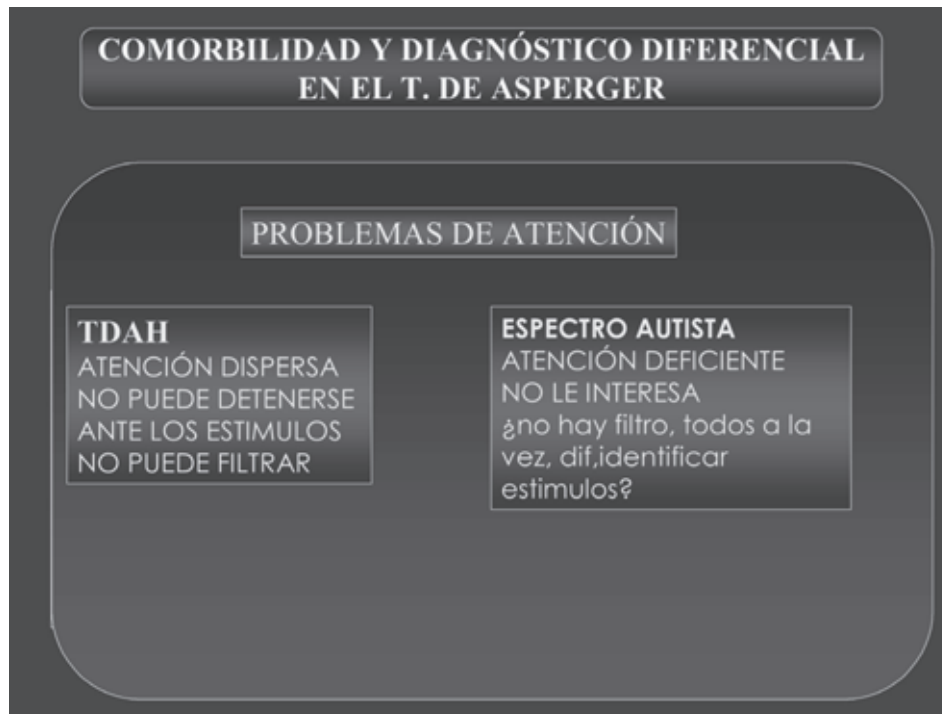 COMORBILIDAD Y DIAGNÓSTICO DIFERENCIAL
EN EL T. DE ASPERGER
PROBLEMAS DE ATENCIÓN
TDAH
ATENCIÓN DISPERSA
NO PUEDE DETENERSE
ANTE LOS ESTIMULOS
NO PUEDE FILTRAR
ESPECTRO AUTISTA
ATENCIÓN DEFICIENTE
NO LE INTERESA
¿no hay filtro, todos a la
vez, dif,identificar
estimulos?